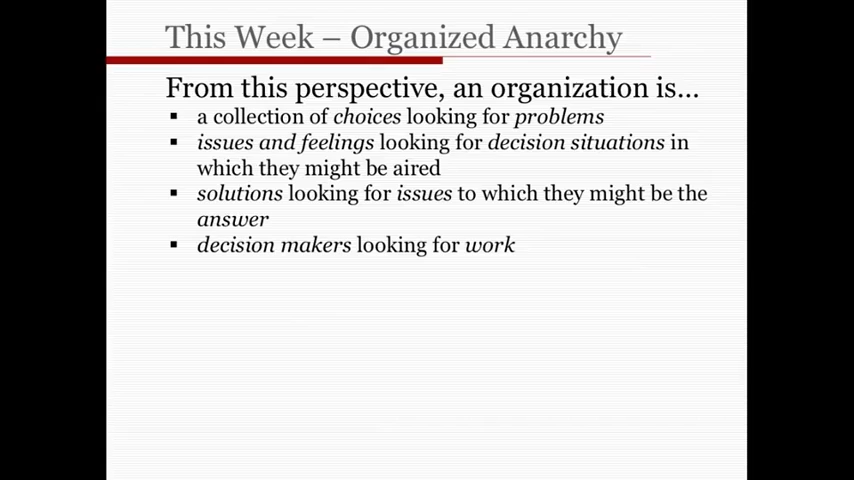 This Week – Organized Anarchy
From this perspective, an organization is...
▪ a collection of choices looking for problems
▪ issues and feelings looking for decision situations in
which they might be aired
▪ solutions looking for issues to which they might be the
answer
▪ decision makers looking for work